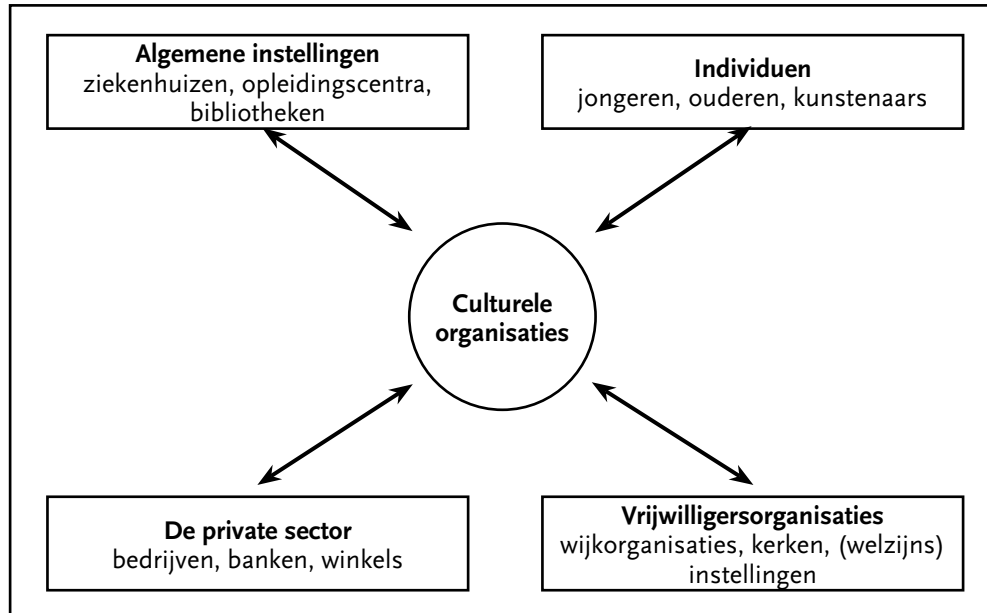 Algemene instellingen
ziekenhuizen, opleidingscentra,
bibliotheken
Individuen
jongeren, ouderen, kunstenaars
Culturele
organisaties
De private sector
bedrijven, banken, winkels
Vrijwilligersorganisaties
wijkorganisaties, kerken, (welzijns)
instellingen